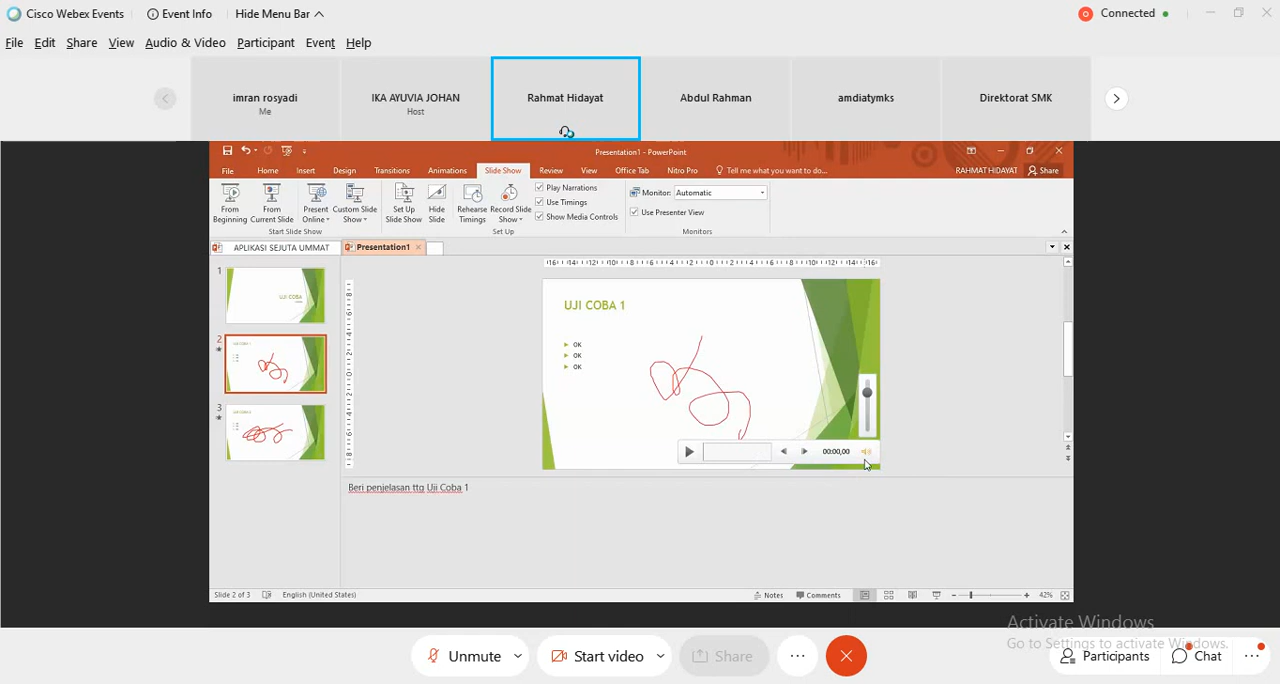 Cisco Webex Events
Event Info
Hide Menu Bar
Connected
File Edit Share View Audio & Video Participant Event Help
imran rosyadi
Me
IKA AYUVIA JOHAN
Host
Rahmat Hidayat
Abdul Rahman
amdiatymks
Direktorat SMK
Presentation1 - PowerPoint
File Home Insert Design Transitions Animations Slide Show Review View Office Tab Nitro Pro Tell me what you want to do... RAHMAT HIDAYAT Share
From Beginning
From Current Slide
Present Online
Custom Slide Show
Start Slide Show
Set Up Slide Show
Hide Slide
Rehearse Timings
Record Slide Show
Play Narrations
Use Timings
Show Media Controls
Set Up
Monitor: Automatic
Use Presenter View
Monitors
APLIKASI SEJUTA UMMAT
Presentation1
1
UJI COBA
2
3
UJI COBA 1
OK
OK
OK
00:00,00
Beri penjelasan ttg Uji Coba 1
Slide 2 of 3
English (United States)
Notes
Comments
42%
Activate Windows
Go to Settings to activate Windows.
Unmute
Start video
Share
Participants
Chat